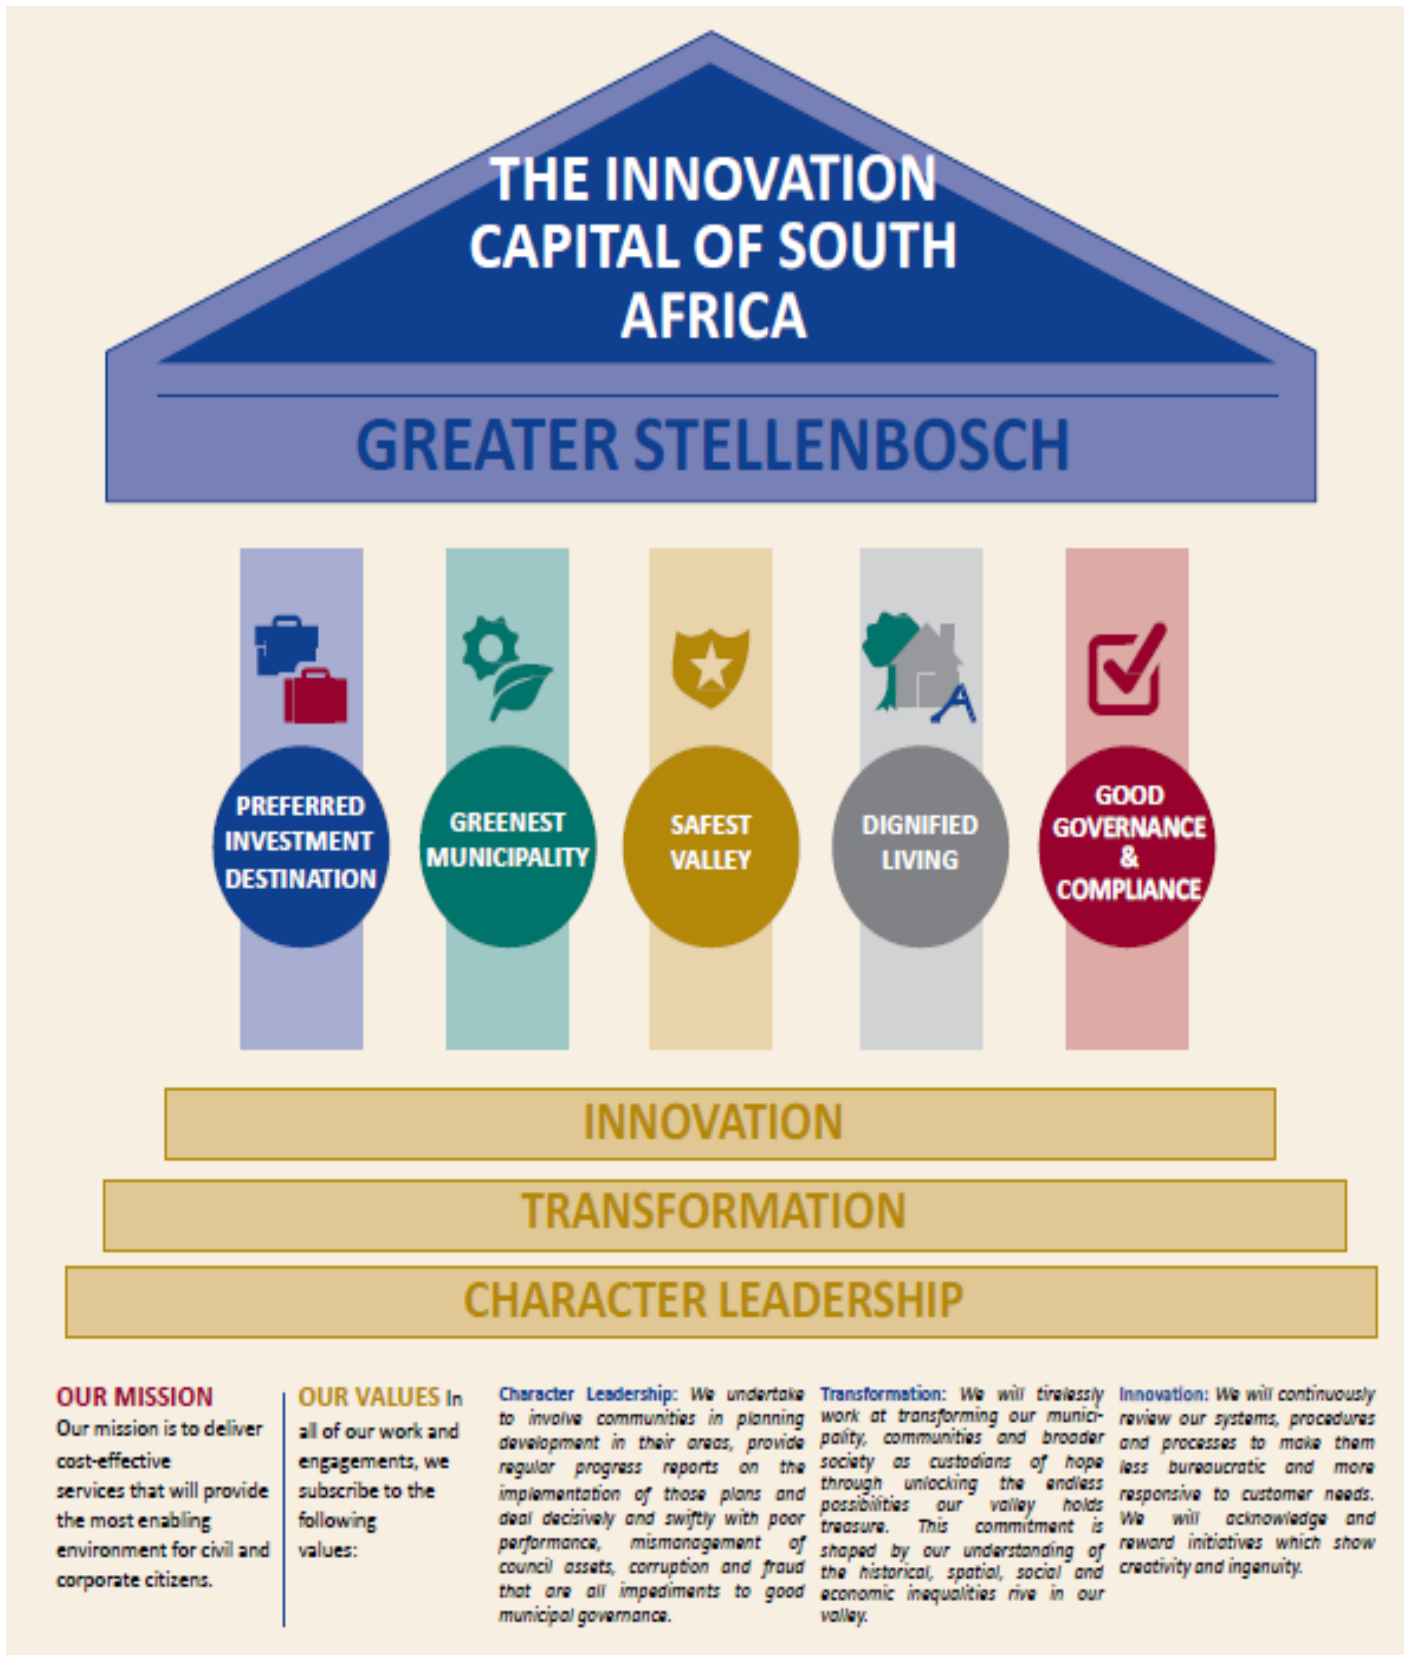 THE INNOVATION
CAPITAL OF SOUTH
AFRICA
GREATER STELLENBOSCH
PREFERRED
INVESTMENT
DESTINATION
GREENEST
MUNICIPALITY
SAFEST
VALLEY
DIGNIFIED
LIVING
GOOD
GOVERNANCE
&
COMPLIANCE
INNOVATION
TRANSFORMATION
CHARACTER LEADERSHIP
OUR MISSION
Our mission is to deliver
cost-effective
services that will provide
the most enabling
environment for civil and
corporate citizens.
OUR VALUES In
all of our work and
engagements, we
subscribe to the
following
values:
Character Leadership: We undertake
to involve communities in planning
development in their areas, provide
regular progress reports on the
implementation of those plans and
deal decisively and swiftly with poor
performance, mismanagement of
council assets, corruption and fraud
that are all impediments to good
municipal governance.
Transformation: We will tirelessly
work at transforming our munici-
pality, communities and broader
society as custodians of hope
through unlocking the endless
possibilities our valley holds
treasure. This commitment is
shaped by our understanding of
the historical, spatial, social and
economic inequalities rive in our
valley.
Innovation: We will continuously
review our systems, procedures
and processes to make them
less bureaucratic and more
responsive to customer needs.
We will acknowledge and
reward initiatives which show
creativity and ingenuity.